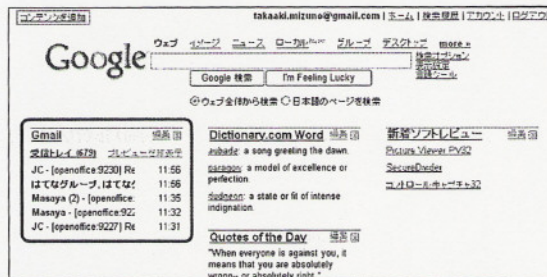 コンテンツを追加
takaaki.mizuno@gmail.com | ホーム | 検索履歴 | アカウント | ログアウ
Google
ウェブ イメージ ニュース ローカル グループ デスクトップ more »
検索オプション
表示設定
言語ツール
Google 検索 I'm Feeling Lucky
ウェブ全体から検索 日本語のページを検索
Gmail 編集
受信トレイ (679) プレビューを非表示
JC - [openoffice:9230] Re 11:56
はてなグループ, はてな 11:56
Masaya (2) - [openoffice: 11:35
Masaya - [openoffice:922 11:32
JC - [openoffice:9227] Re 11:31
Dictionary.com Word 編集
aubade: a song greeting the dawn.
paragon: a model of excellence or
perfection.
dudgeon: a state or fit of intense
indignation.
Quotes of the Day 編集
"When everyone is against you, it
means that you are absolutely
wrong-- or absolutely right."
新着ソフトレビュー 編集
Picture Viewer PV32
SecureDivider
コントロールキャプチャ32